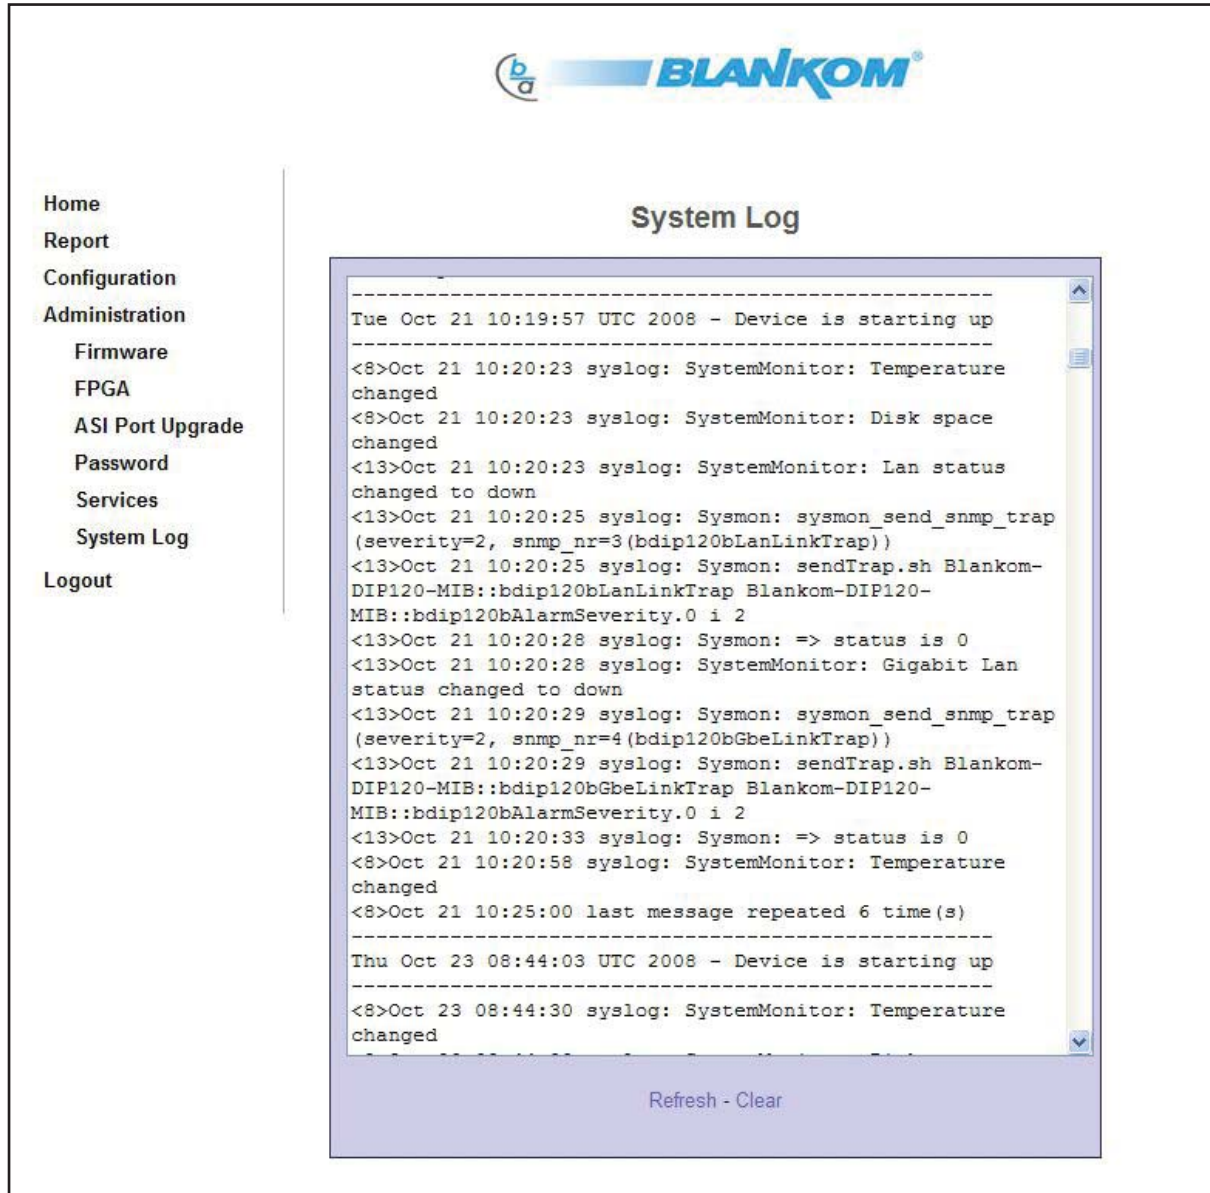 b
a
BLANKOM®
Home
Report
Configuration
Administration
Firmware
FPGA
ASI Port Upgrade
Password
Services
System Log
Logout
System Log
----------------------------------------------------
Tue Oct 21 10:19:57 UTC 2008 - Device is starting up
----------------------------------------------------
<8>Oct 21 10:20:23 syslog: SystemMonitor: Temperature
changed
<8>Oct 21 10:20:23 syslog: SystemMonitor: Disk space
changed
<13>Oct 21 10:20:23 syslog: SystemMonitor: Lan status
changed to down
<13>Oct 21 10:20:25 syslog: Sysmon: sysmon_send_snmp_trap
(severity=2, snmp_nr=3(bdip120bLanLinkTrap))
<13>Oct 21 10:20:25 syslog: Sysmon: sendTrap.sh Blankom-
DIP120-MIB::bdip120bLanLinkTrap Blankom-DIP120-
MIB::bdip120bAlarmSeverity.0 i 2
<13>Oct 21 10:20:28 syslog: Sysmon: => status is 0
<13>Oct 21 10:20:28 syslog: SystemMonitor: Gigabit Lan
status changed to down
<13>Oct 21 10:20:29 syslog: Sysmon: sysmon_send_snmp_trap
(severity=2, snmp_nr=4(bdip120bGbeLinkTrap))
<13>Oct 21 10:20:29 syslog: Sysmon: sendTrap.sh Blankom-
DIP120-MIB::bdip120bGbeLinkTrap Blankom-DIP120-
MIB::bdip120bAlarmSeverity.0 i 2
<13>Oct 21 10:20:33 syslog: Sysmon: => status is 0
<8>Oct 21 10:20:58 syslog: SystemMonitor: Temperature
changed
<8>Oct 21 10:25:00 last message repeated 6 time(s)
----------------------------------------------------
Thu Oct 23 08:44:03 UTC 2008 - Device is starting up
----------------------------------------------------
<8>Oct 23 08:44:30 syslog: SystemMonitor: Temperature
changed
Refresh - Clear